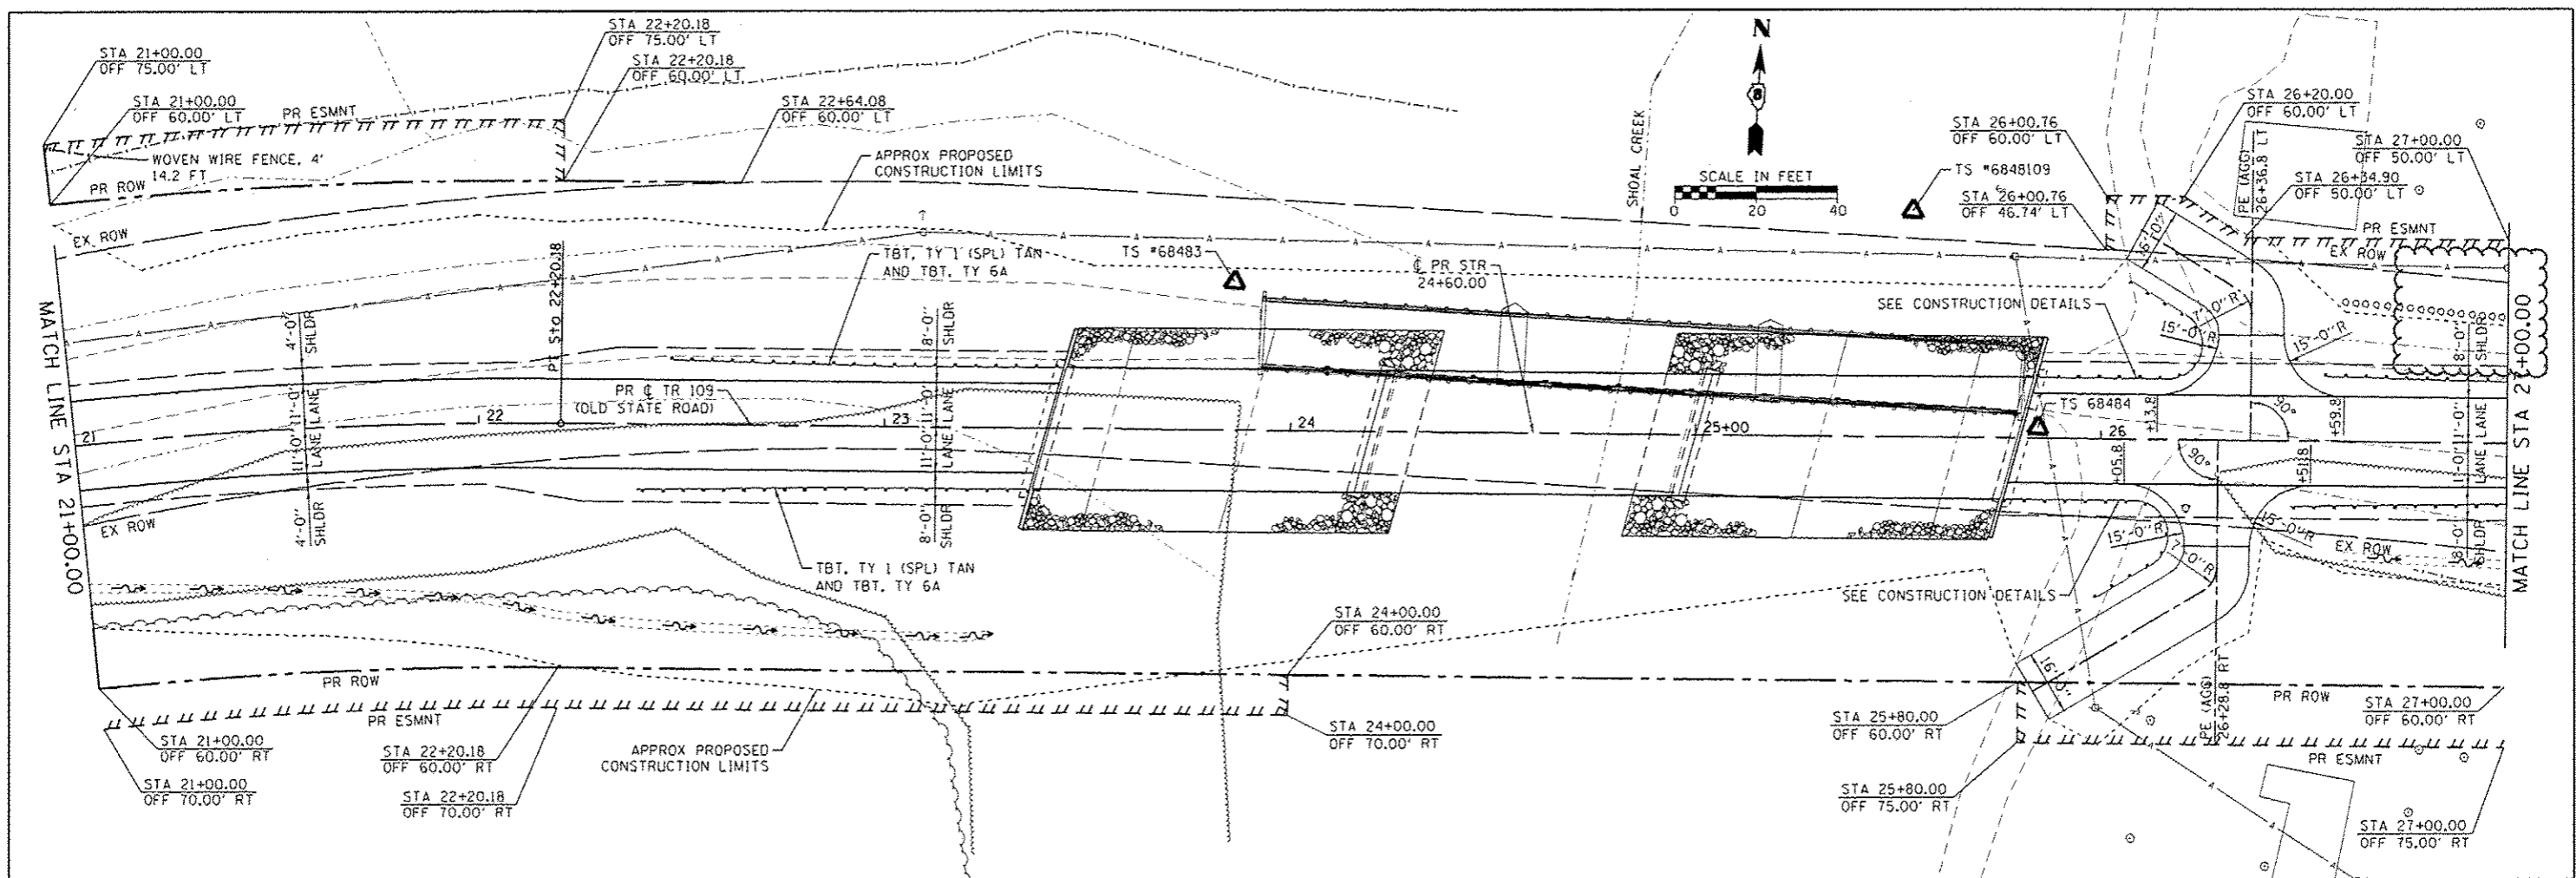 STA 21+00.00
OFF 75.00' LT
STA 21+00.00
OFF 60.00' LT
PR ESMNT
STA 22+20.18
OFF 75.00' LT
STA 22+20.18
OFF 60.00' LT
STA 22+64.08
OFF 60.00' LT
WOVEN WIRE FENCE, 4'
14.2 FT
PR ROW
APPROX PROPOSED
CONSTRUCTION LIMITS
EX ROW
N
8
SCALE IN FEET
0 20 40
SHOAL CREEK
TS #6848109
STA 26+00.76
OFF 60.00' LT
STA 26+00.76
OFF 46.74' LT
STA 26+20.00
OFF 60.00' LT
STA 27+00.00
OFF 50.00' LT
STA 26+34.90
OFF 50.00' LT
PE (AGG)
26+36.8 LT
PR ESMNT
EX ROW
MATCH LINE STA 21+00.00
PT Sta 22+20.18
TBT, TY 1 (SPL) TAN
AND TBT, TY 6A
TS #68483
℄ PR STR
24+60.00
SEE CONSTRUCTION DETAILS
16'-0"
7'-0" R
15'-0" R
15'-0" R
4'-0"
SHLDR
11'-0"
LANE
11'-0"
LANE
4'-0"
SHLDR
8'-0"
SHLDR
11'-0"
LANE
11'-0"
LANE
8'-0"
SHLDR
PR ℄ TR 109
(OLD STATE ROAD)
21
22
23
24
25+00
26
TS 68484
+13.8
+59.8
+05.8
+51.8
90°
90°
8'-0"
SHLDR
11'-0"
LANE
11'-0"
LANE
8'-0"
SHLDR
MATCH LINE STA 27+00.00
EX ROW
TBT, TY 1 (SPL) TAN
AND TBT, TY 6A
15'-0" R
7'-0" R
15'-0" R
EX ROW
SEE CONSTRUCTION DETAILS
16'-0"
STA 24+00.00
OFF 60.00' RT
PR ROW
PR ESMNT
STA 21+00.00
OFF 60.00' RT
STA 21+00.00
OFF 70.00' RT
STA 22+20.18
OFF 60.00' RT
STA 22+20.18
OFF 70.00' RT
APPROX PROPOSED
CONSTRUCTION LIMITS
STA 24+00.00
OFF 70.00' RT
STA 25+80.00
OFF 60.00' RT
STA 25+80.00
OFF 75.00' RT
PE (AGG)
26+28.8 RT
PR ROW
STA 27+00.00
OFF 60.00' RT
PR ESMNT
STA 27+00.00
OFF 75.00' RT